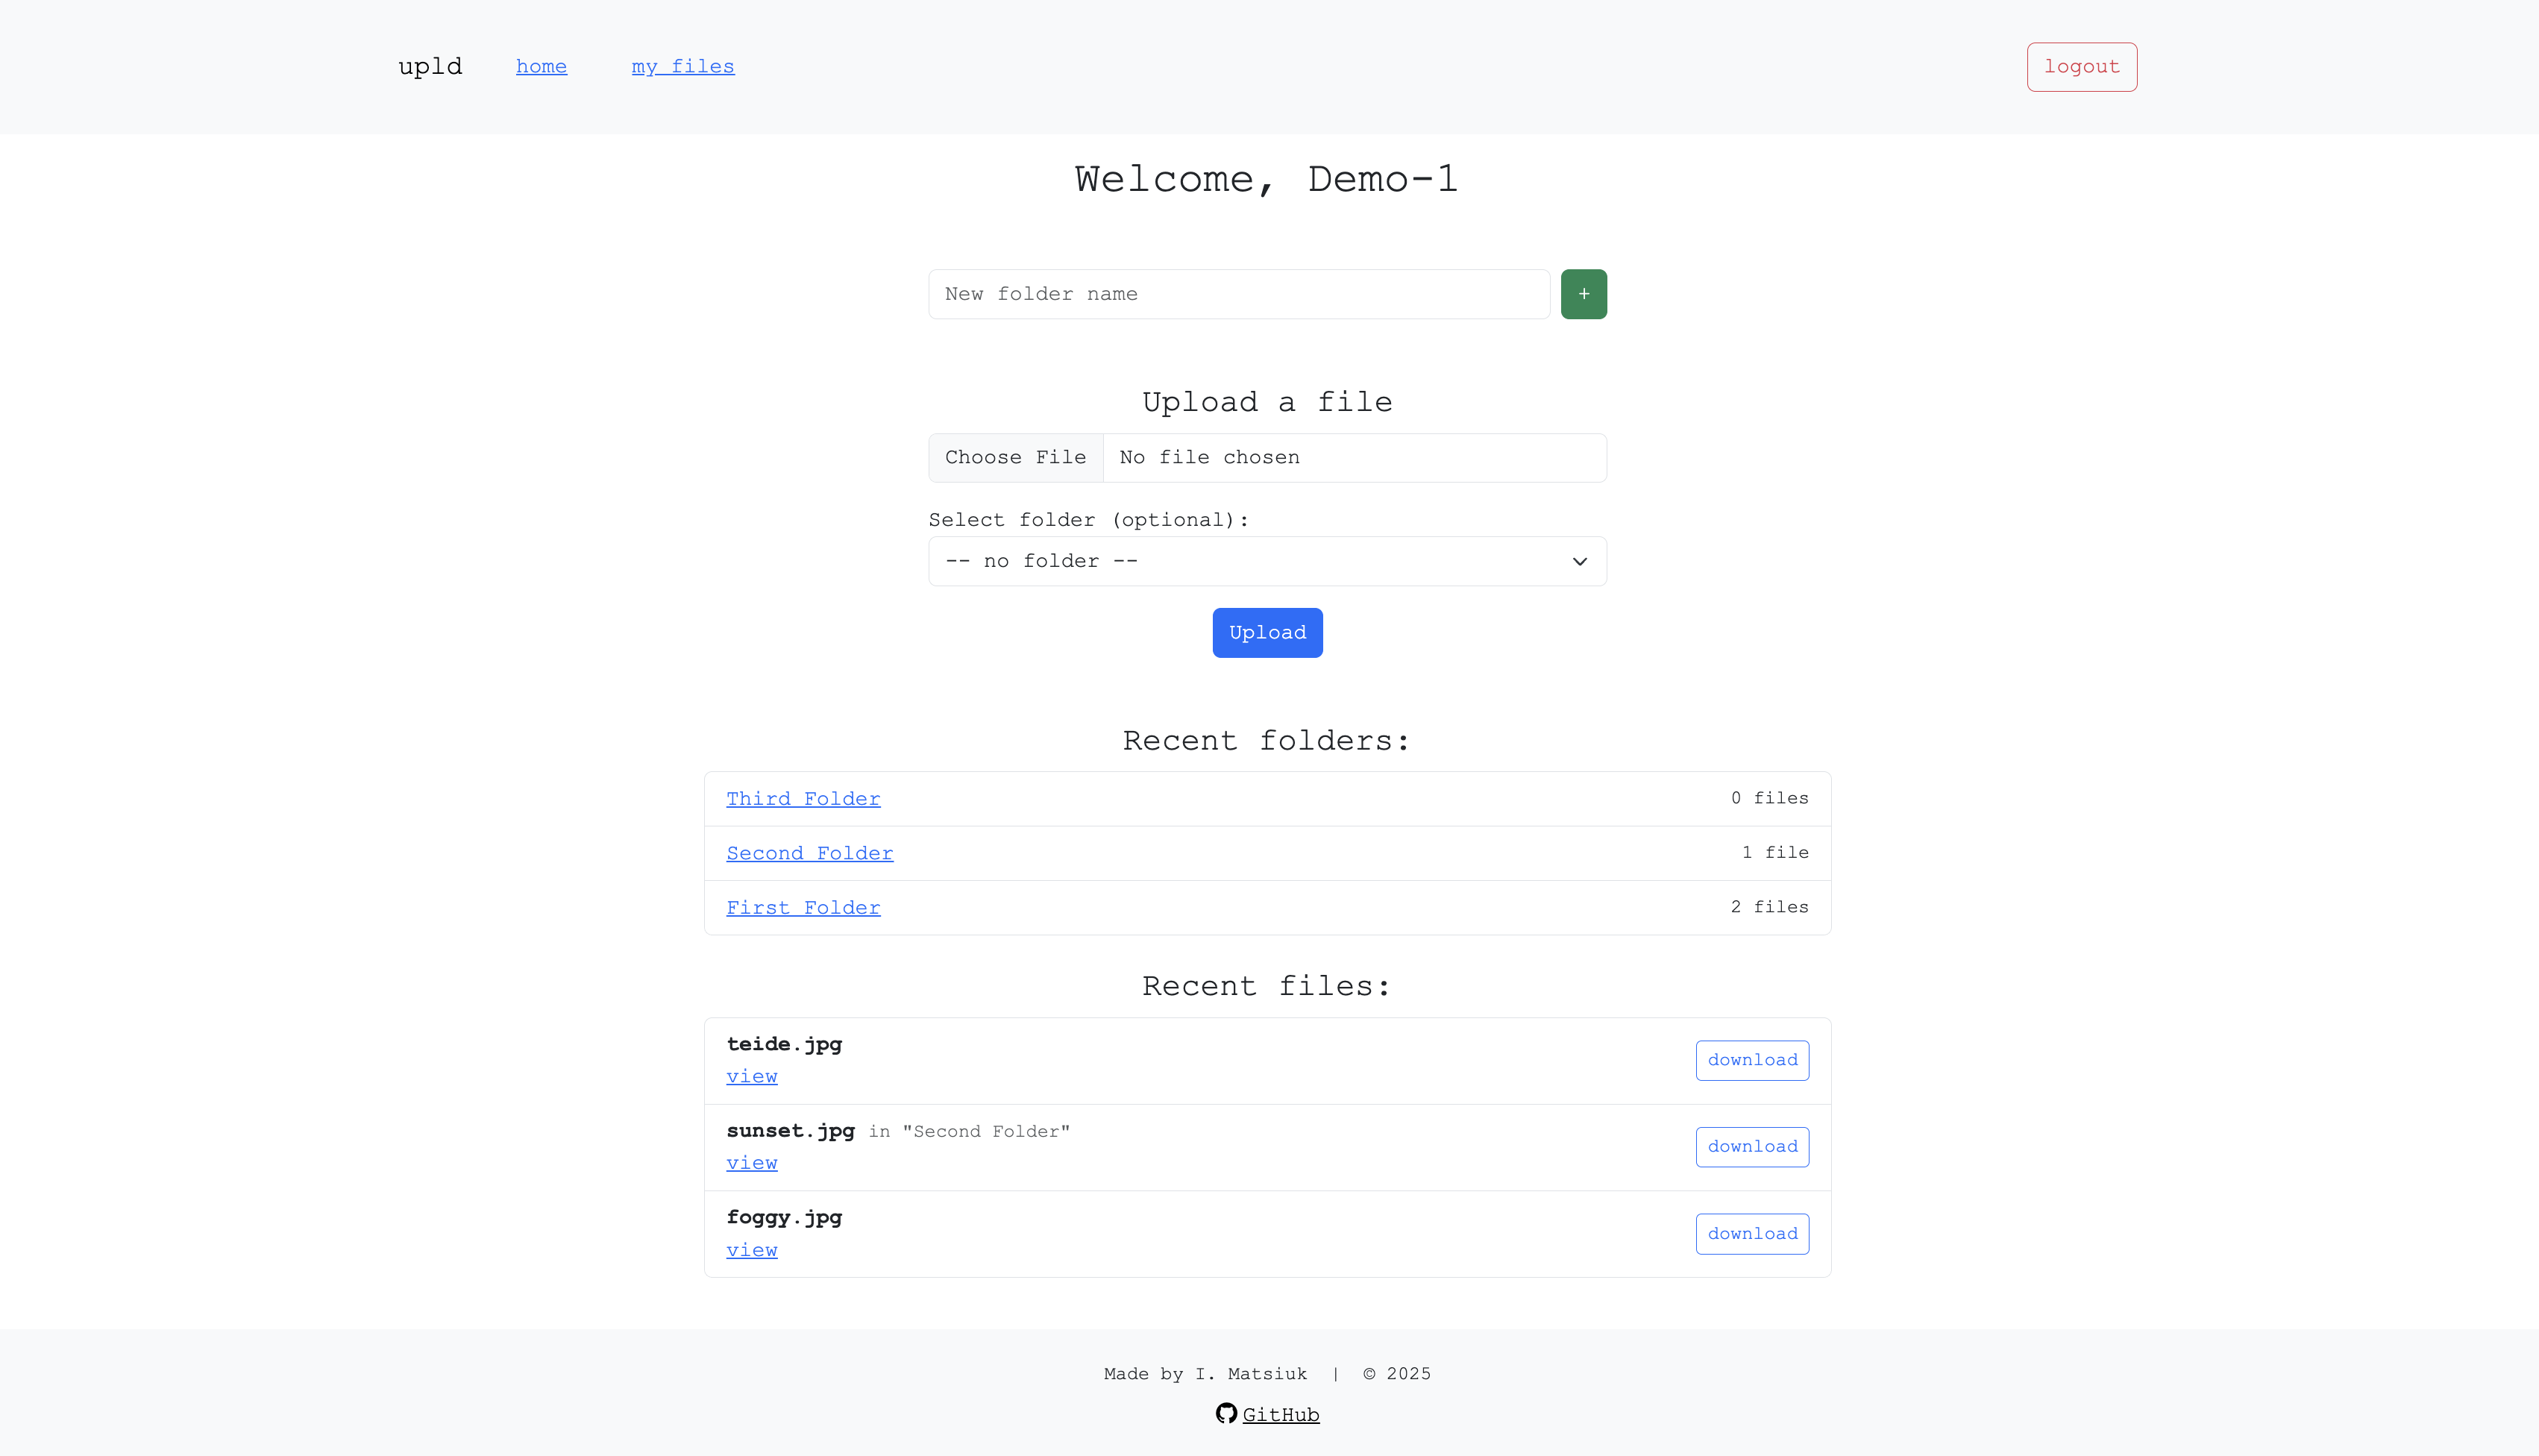 upld home my files logout
Welcome, Demo-1
New folder name +
Upload a file
Choose File No file chosen
Select folder (optional):
-- no folder --
Upload
Recent folders:
Third Folder 0 files
Second Folder 1 file
First Folder 2 files
Recent files:
teide.jpg
view download
sunset.jpg in "Second Folder"
view download
foggy.jpg
view download
Made by I. Matsiuk | © 2025
GitHub